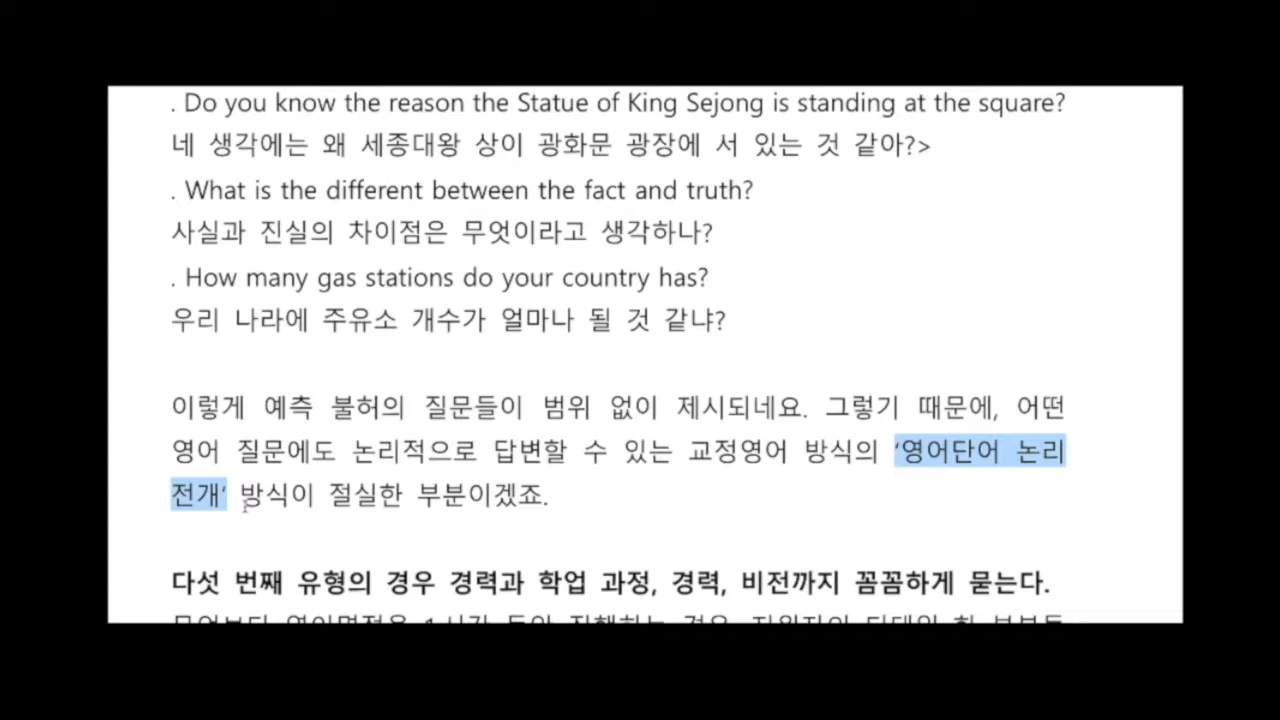 . Do you know the reason the Statue of King Sejong is standing at the square?
네 생각에는 왜 세종대왕 상이 광화문 광장에 서 있는 것 같아?>
. What is the different between the fact and truth?
사실과 진실의 차이점은 무엇이라고 생각하나?
. How many gas stations do your country has?
우리 나라에 주유소 개수가 얼마나 될 것 같냐?
이렇게 예측 불허의 질문들이 범위 없이 제시되네요. 그렇기 때문에, 어떤
영어 질문에도 논리적으로 답변할 수 있는 교정영어 방식의 '영어단어 논리
전개' 방식이 절실한 부분이겠죠.
다섯 번째 유형의 경우 경력과 학업 과정, 경력, 비전까지 꼼꼼하게 묻는다.